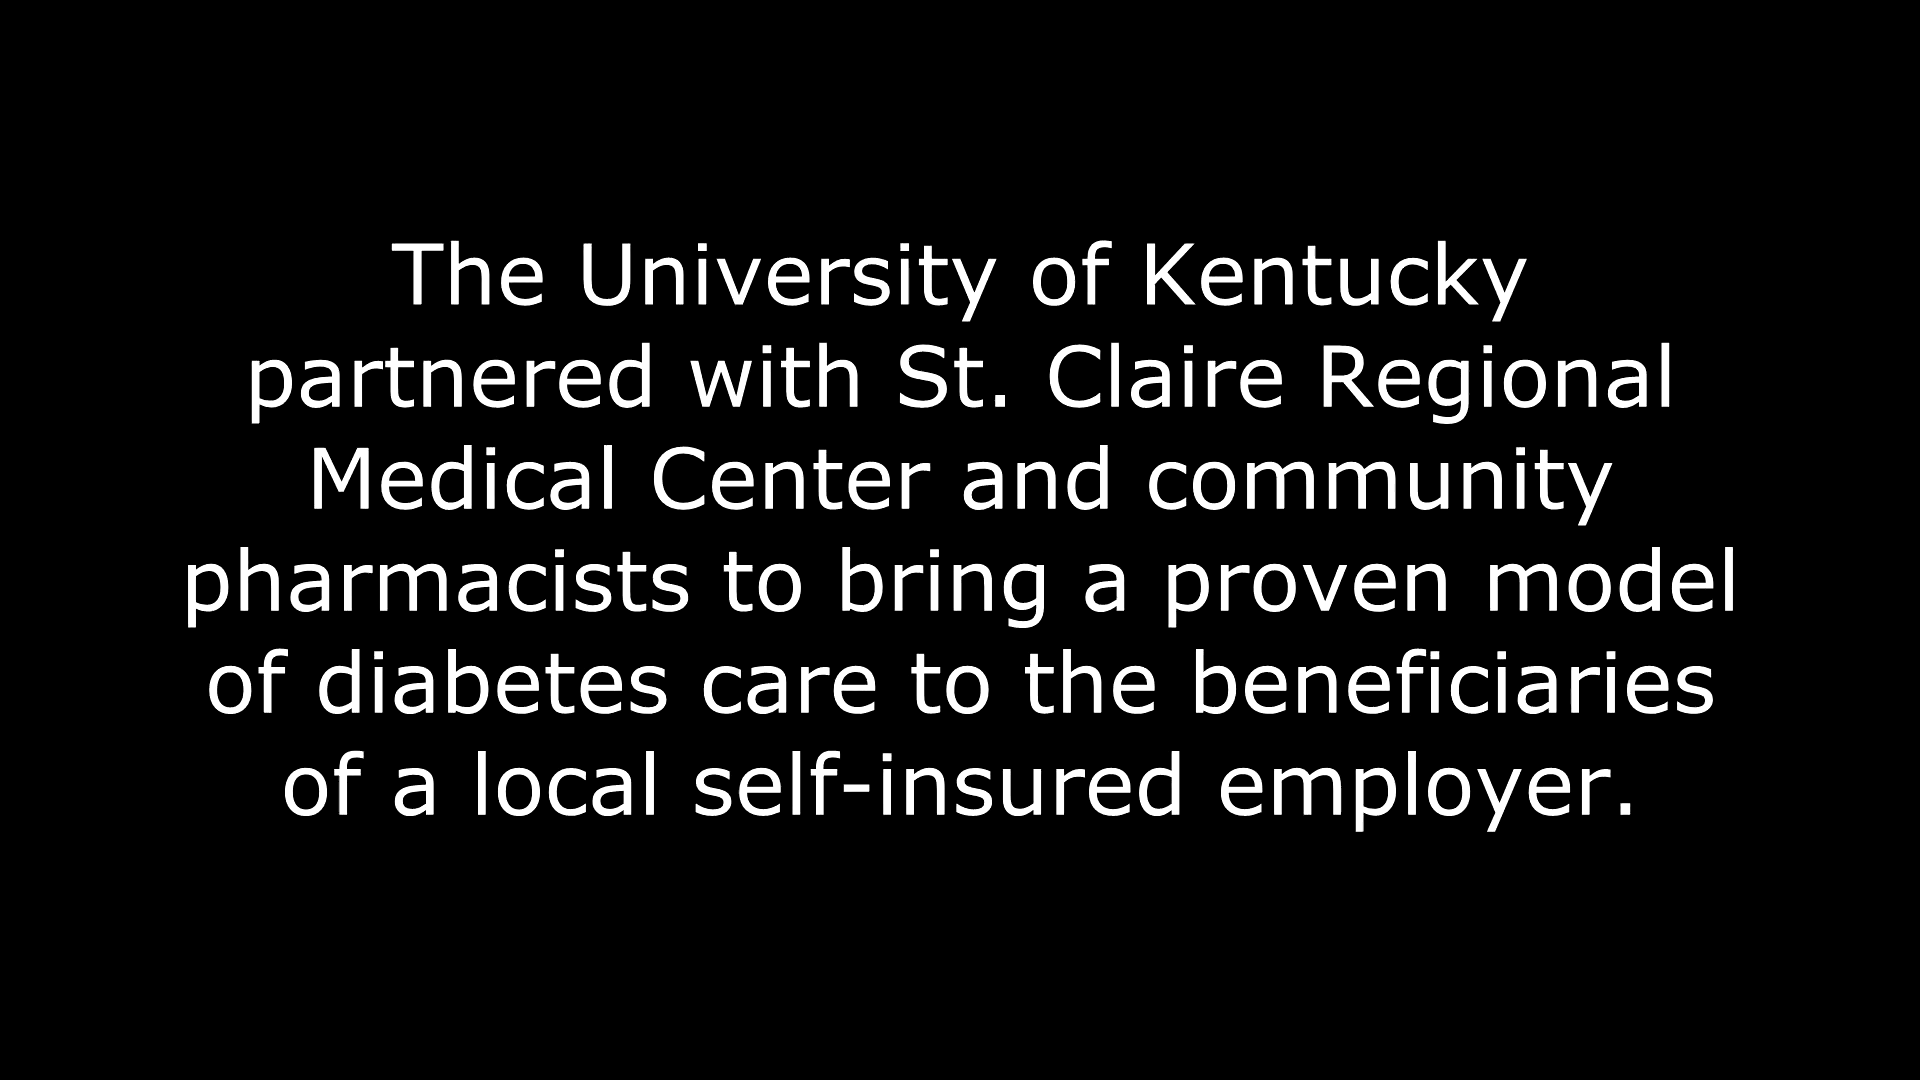 The University of Kentucky
partnered with St. Claire Regional
Medical Center and community
pharmacists to bring a proven model
of diabetes care to the beneficiaries
of a local self-insured employer.